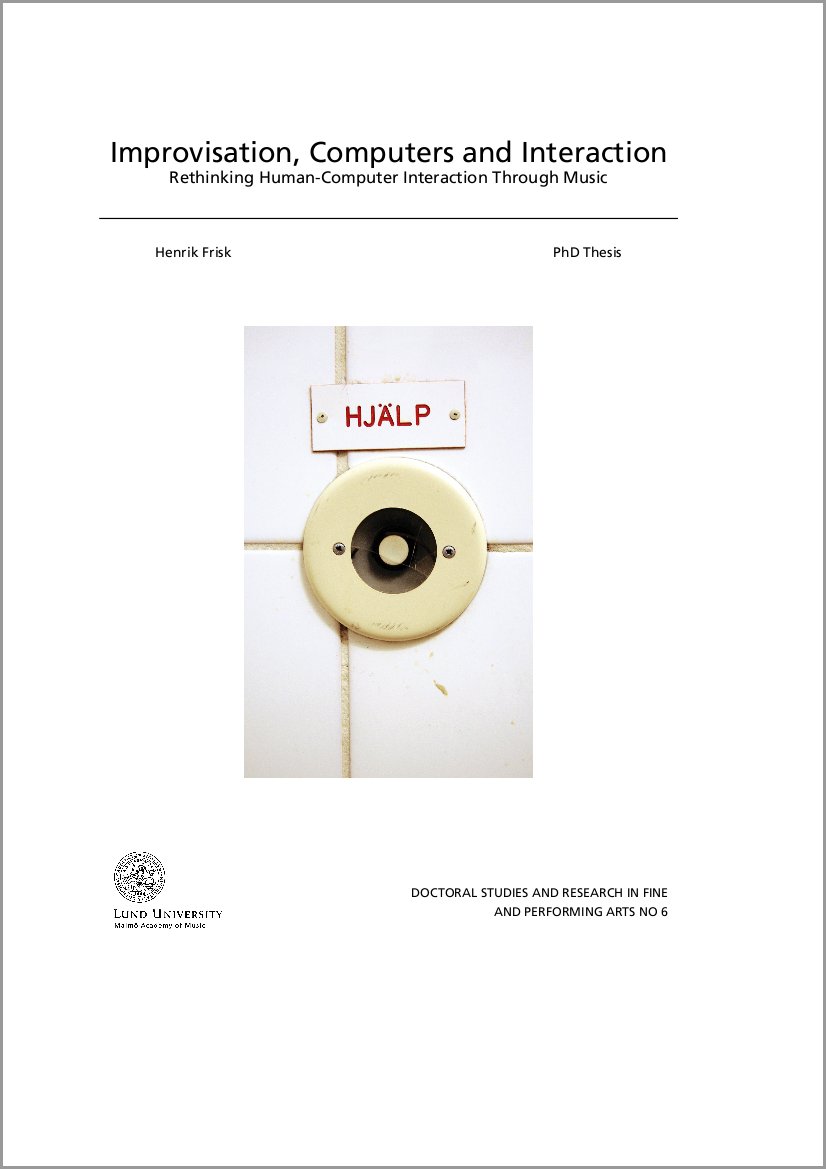 Improvisation, Computers and Interaction
Rethinking Human-Computer Interaction Through Music
Henrik Frisk
PhD Thesis
HJÄLP
LUND UNIVERSITY
Malmö Academy of Music
DOCTORAL STUDIES AND RESEARCH IN FINE
AND PERFORMING ARTS NO 6